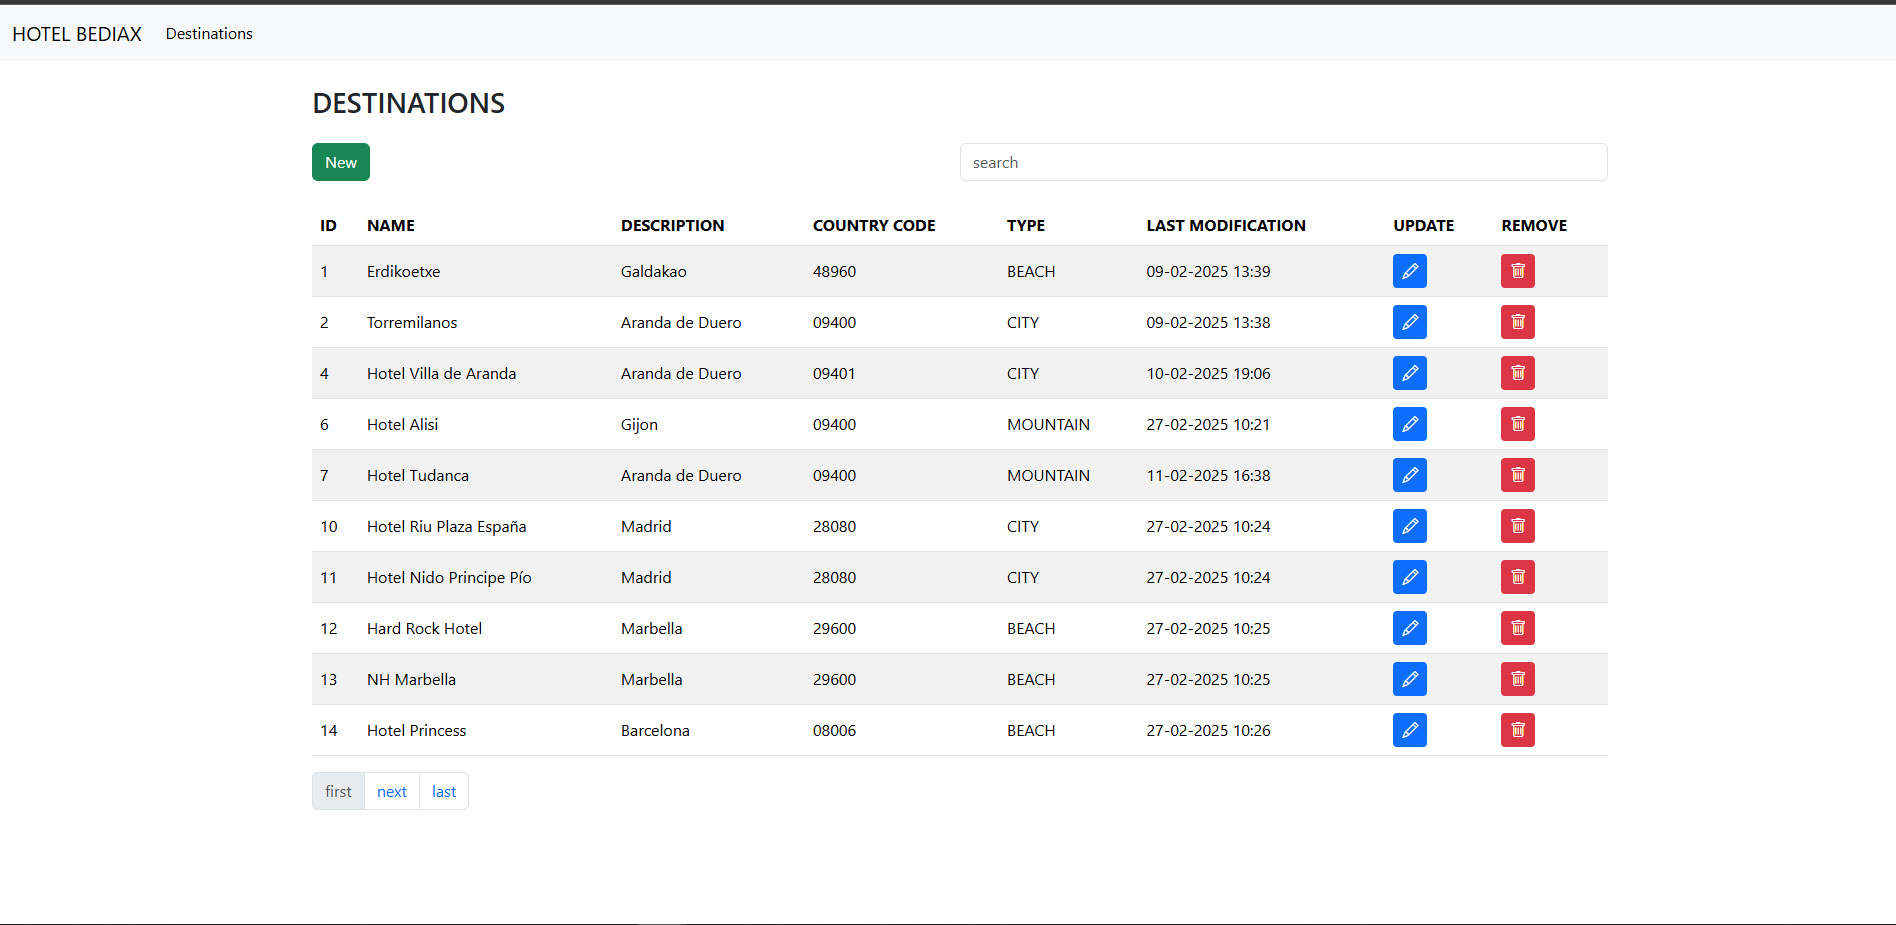 HOTEL BEDIAX Destinations
DESTINATIONS
New search
ID NAME DESCRIPTION COUNTRY CODE TYPE LAST MODIFICATION UPDATE REMOVE
1 Erdikoetxe Galdakao 48960 BEACH 09-02-2025 13:39
2 Torremilanos Aranda de Duero 09400 CITY 09-02-2025 13:38
4 Hotel Villa de Aranda Aranda de Duero 09401 CITY 10-02-2025 19:06
6 Hotel Alisi Gijon 09400 MOUNTAIN 27-02-2025 10:21
7 Hotel Tudanca Aranda de Duero 09400 MOUNTAIN 11-02-2025 16:38
10 Hotel Riu Plaza España Madrid 28080 CITY 27-02-2025 10:24
11 Hotel Nido Principe Pío Madrid 28080 CITY 27-02-2025 10:24
12 Hard Rock Hotel Marbella 29600 BEACH 27-02-2025 10:25
13 NH Marbella Marbella 29600 BEACH 27-02-2025 10:25
14 Hotel Princess Barcelona 08006 BEACH 27-02-2025 10:26
first next last